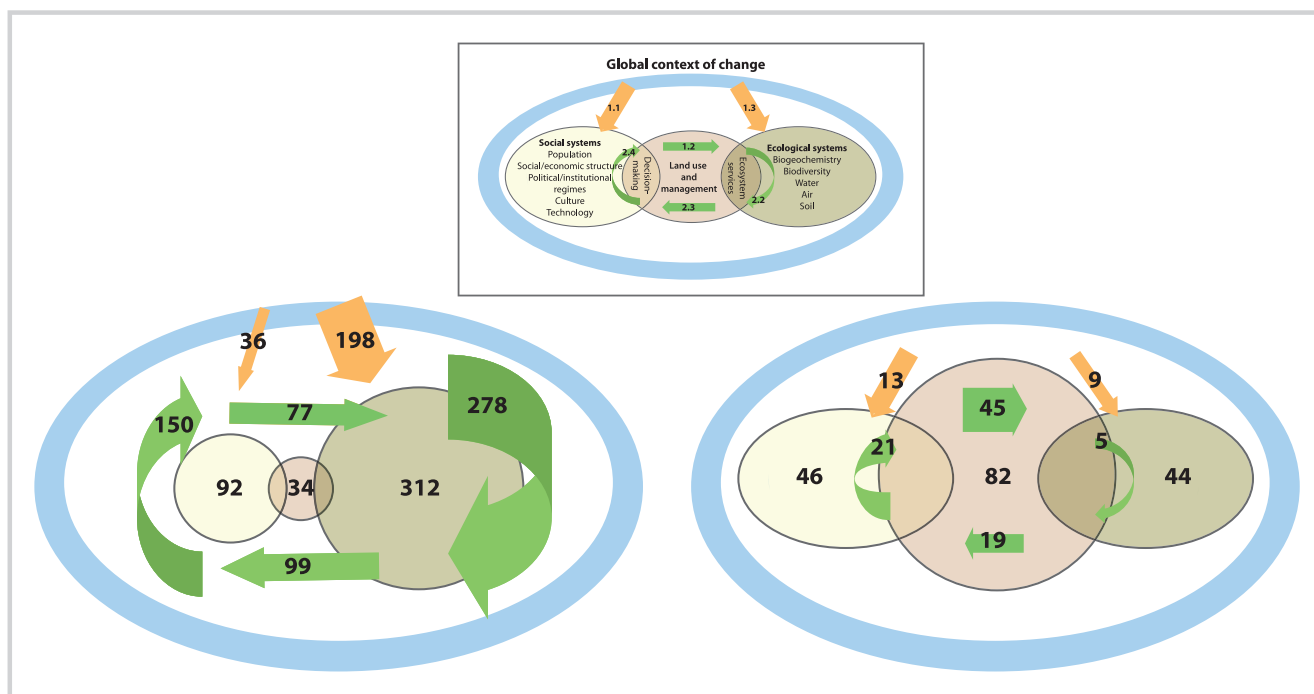 Global context of change
1.1
1.3
Social systems
Population
Social/economic structure
Political/institutional
regimes
Culture
Technology
2.4
Decision-
making
1.2
Land use
and
management
2.3
Ecosystem
services
2.2
Ecological systems
Biogeochemistry
Biodiversity
Water
Air
Soil
36
198
150
77
278
92
34
312
99
13
9
45
21
5
46
82
44
19